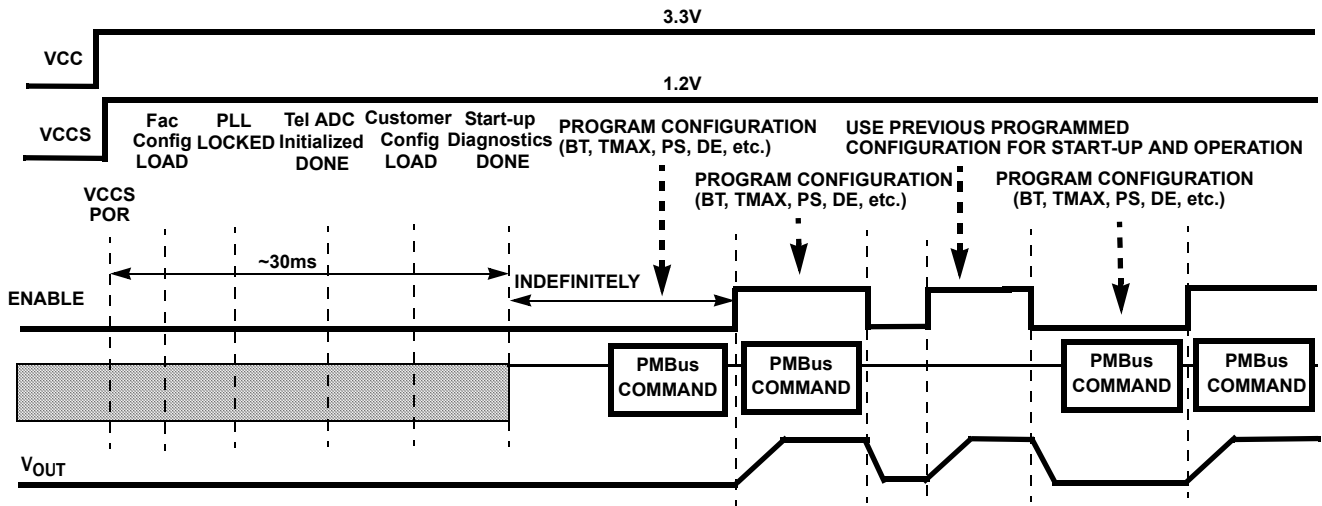 3.3V
VCC
1.2V
VCCS
Fac
Config
LOAD
PLL
LOCKED
Tel ADC
Initialized
DONE
Customer
Config
LOAD
Start-up
Diagnostics
DONE
PROGRAM CONFIGURATION
(BT, TMAX, PS, DE, etc.)
USE PREVIOUS PROGRAMMED
CONFIGURATION FOR START-UP AND OPERATION
PROGRAM CONFIGURATION
(BT, TMAX, PS, DE, etc.)
PROGRAM CONFIGURATION
(BT, TMAX, PS, DE, etc.)
VCCS
POR
~30ms
INDEFINITELY
ENABLE
PMBus
COMMAND
PMBus
COMMAND
PMBus
COMMAND
PMBus
COMMAND
VOUT